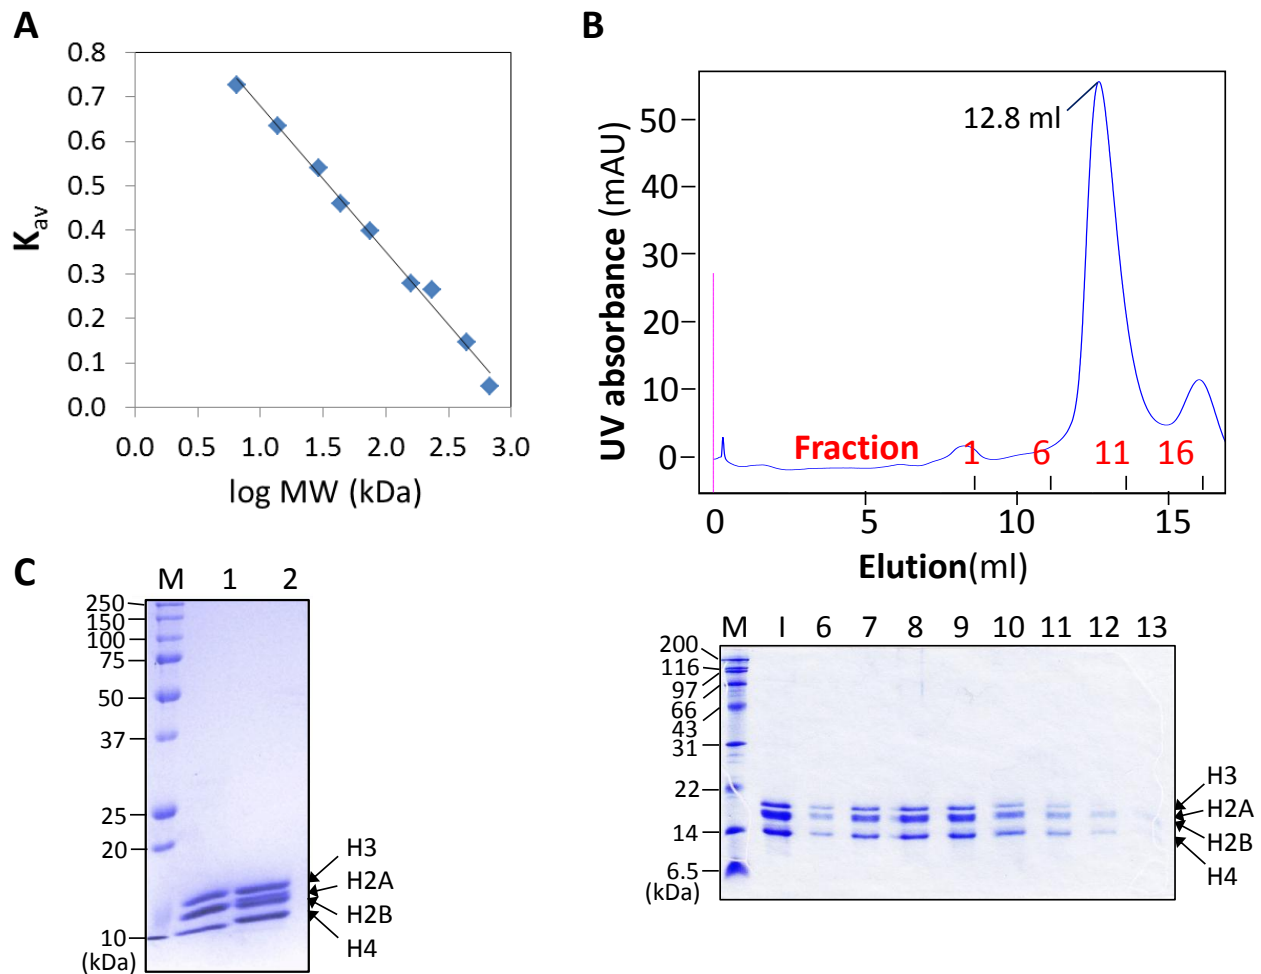 A
0.8
0.7
0.6
0.5
0.4
0.3
0.2
0.1
0.0
Kav
0.0 0.5 1.0 1.5 2.0 2.5 3.0
log MW (kDa)
B
12.8 ml
50
40
30
20
10
0
UV absorbance (mAU)
Fraction 1 6 11 16
0 5 10 15
Elution(ml)
C
M 1 2
250
150
100
75
50
37
25
20
10
(kDa)
H3
H2A
H2B
H4
M I 6 7 8 9 10 11 12 13
200
116
97
66
43
31
22
14
6.5
(kDa)
H3
H2A
H2B
H4